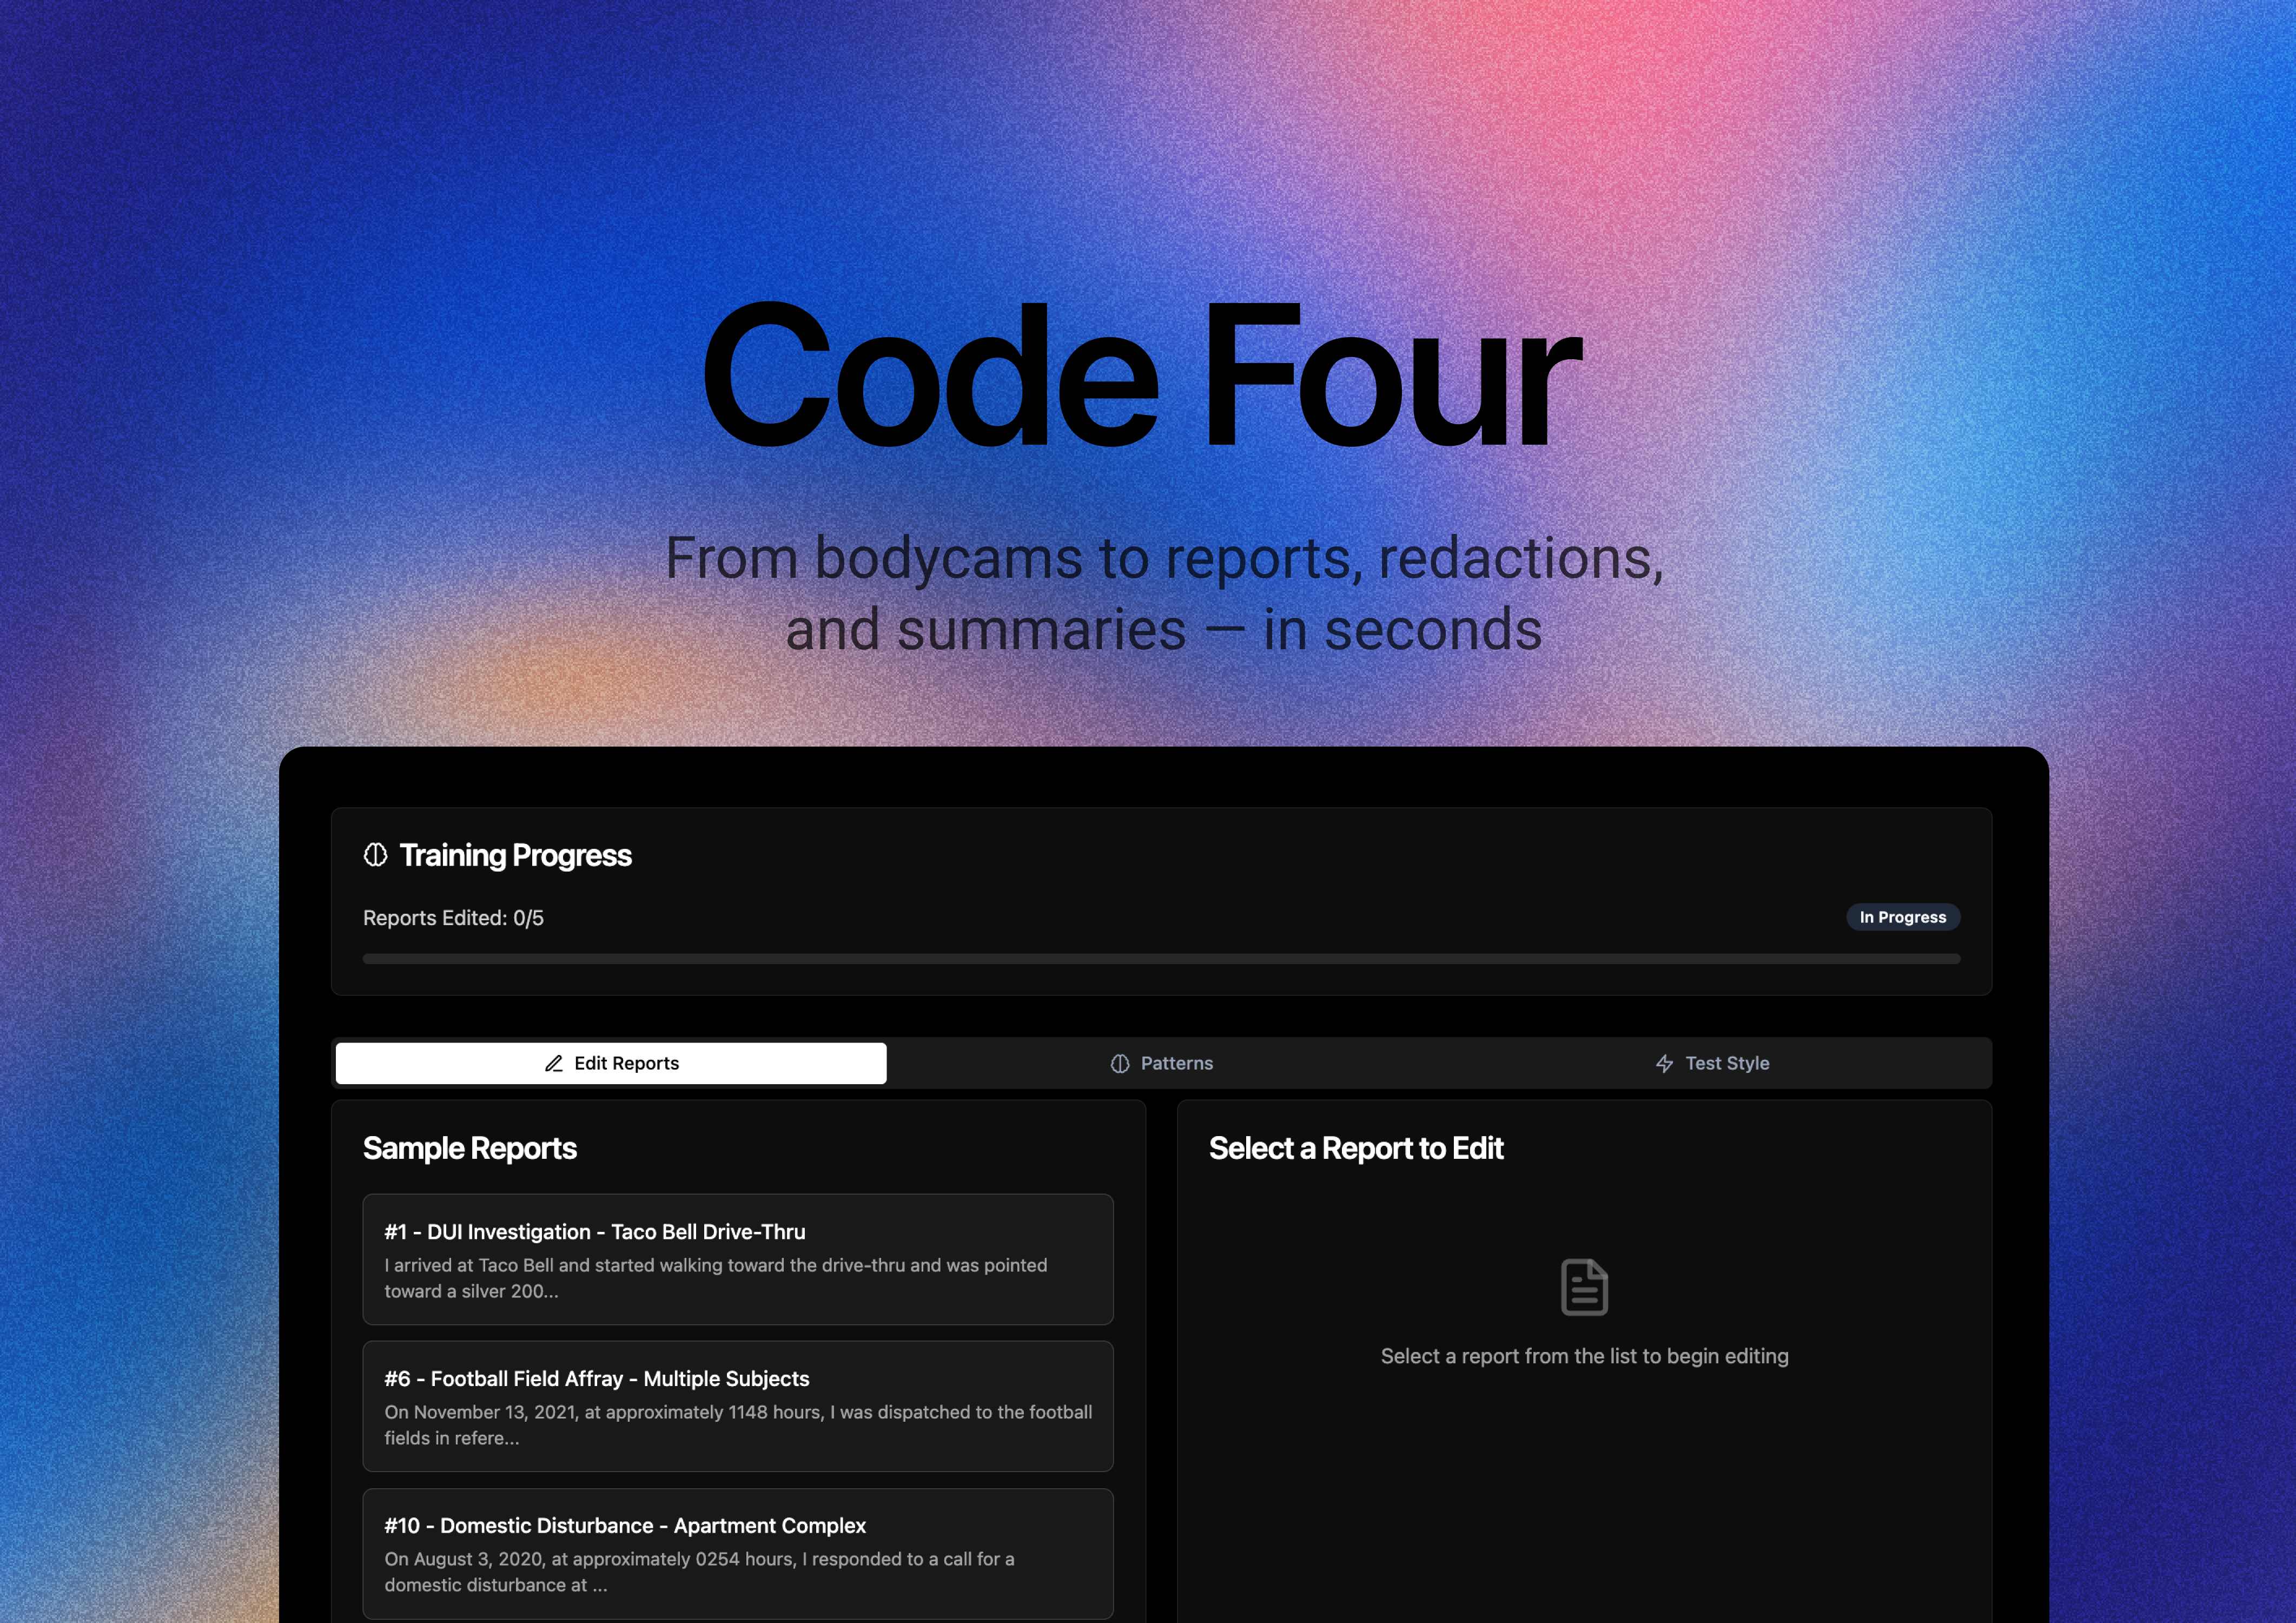 Code Four
From bodycams to reports, redactions,
and summaries — in seconds
Training Progress
Reports Edited: 0/5
In Progress
Edit Reports
Patterns
Test Style
Sample Reports
#1 - DUI Investigation - Taco Bell Drive-Thru
I arrived at Taco Bell and started walking toward the drive-thru and was pointed
toward a silver 200...
#6 - Football Field Affray - Multiple Subjects
On November 13, 2021, at approximately 1148 hours, I was dispatched to the football
fields in refere...
#10 - Domestic Disturbance - Apartment Complex
On August 3, 2020, at approximately 0254 hours, I responded to a call for a
domestic disturbance at ...
Select a Report to Edit
Select a report from the list to begin editing